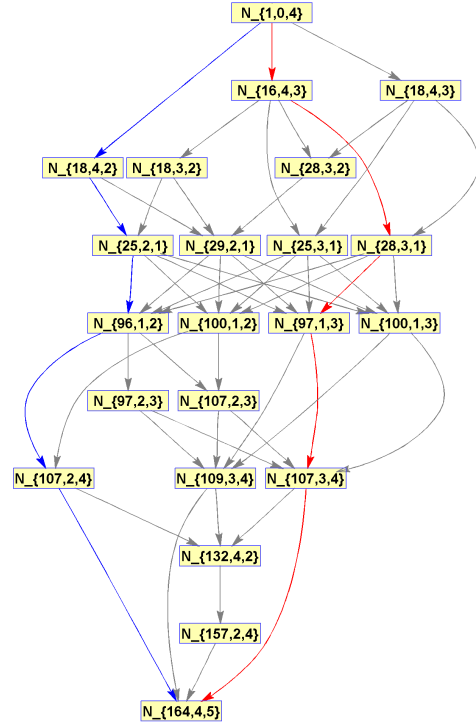 N_{1,0,4}
N_{16,4,3} N_{18,4,3}
N_{18,4,2} N_{18,3,2} N_{28,3,2}
N_{25,2,1} N_{29,2,1} N_{25,3,1} N_{28,3,1}
N_{96,1,2} N_{100,1,2} N_{97,1,3} N_{100,1,3}
N_{97,2,3} N_{107,2,3}
N_{107,2,4} N_{109,3,4} N_{107,3,4}
N_{132,4,2}
N_{157,2,4}
N_{164,4,5}